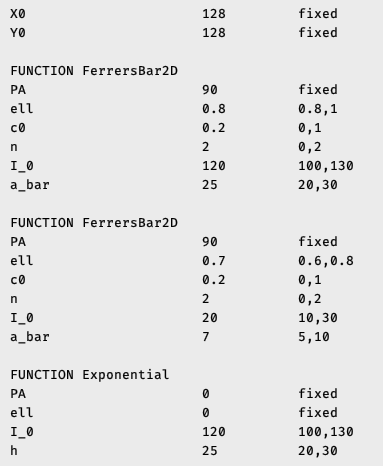 X0 128 fixed
Y0 128 fixed
FUNCTION FerrersBar2D
PA 90 fixed
ell 0.8 0.8,1
c0 0.2 0,1
n 2 0,2
I_0 120 100,130
a_bar 25 20,30
FUNCTION FerrersBar2D
PA 90 fixed
ell 0.7 0.6,0.8
c0 0.2 0,1
n 2 0,2
I_0 20 10,30
a_bar 7 5,10
FUNCTION Exponential
PA 0 fixed
ell 0 fixed
I_0 120 100,130
h 25 20,30